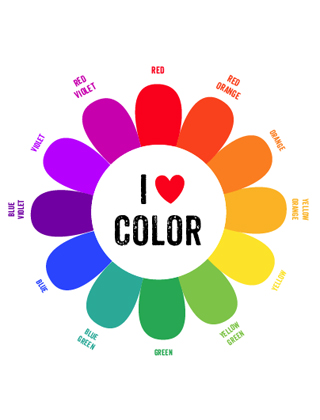 RED
RED
ORANGE
ORANGE
YELLOW
ORANGE
YELLOW
YELLOW
GREEN
GREEN
BLUE
GREEN
BLUE
BLUE
VIOLET
VIOLET
RED
VIOLET
I ❤
COLOR